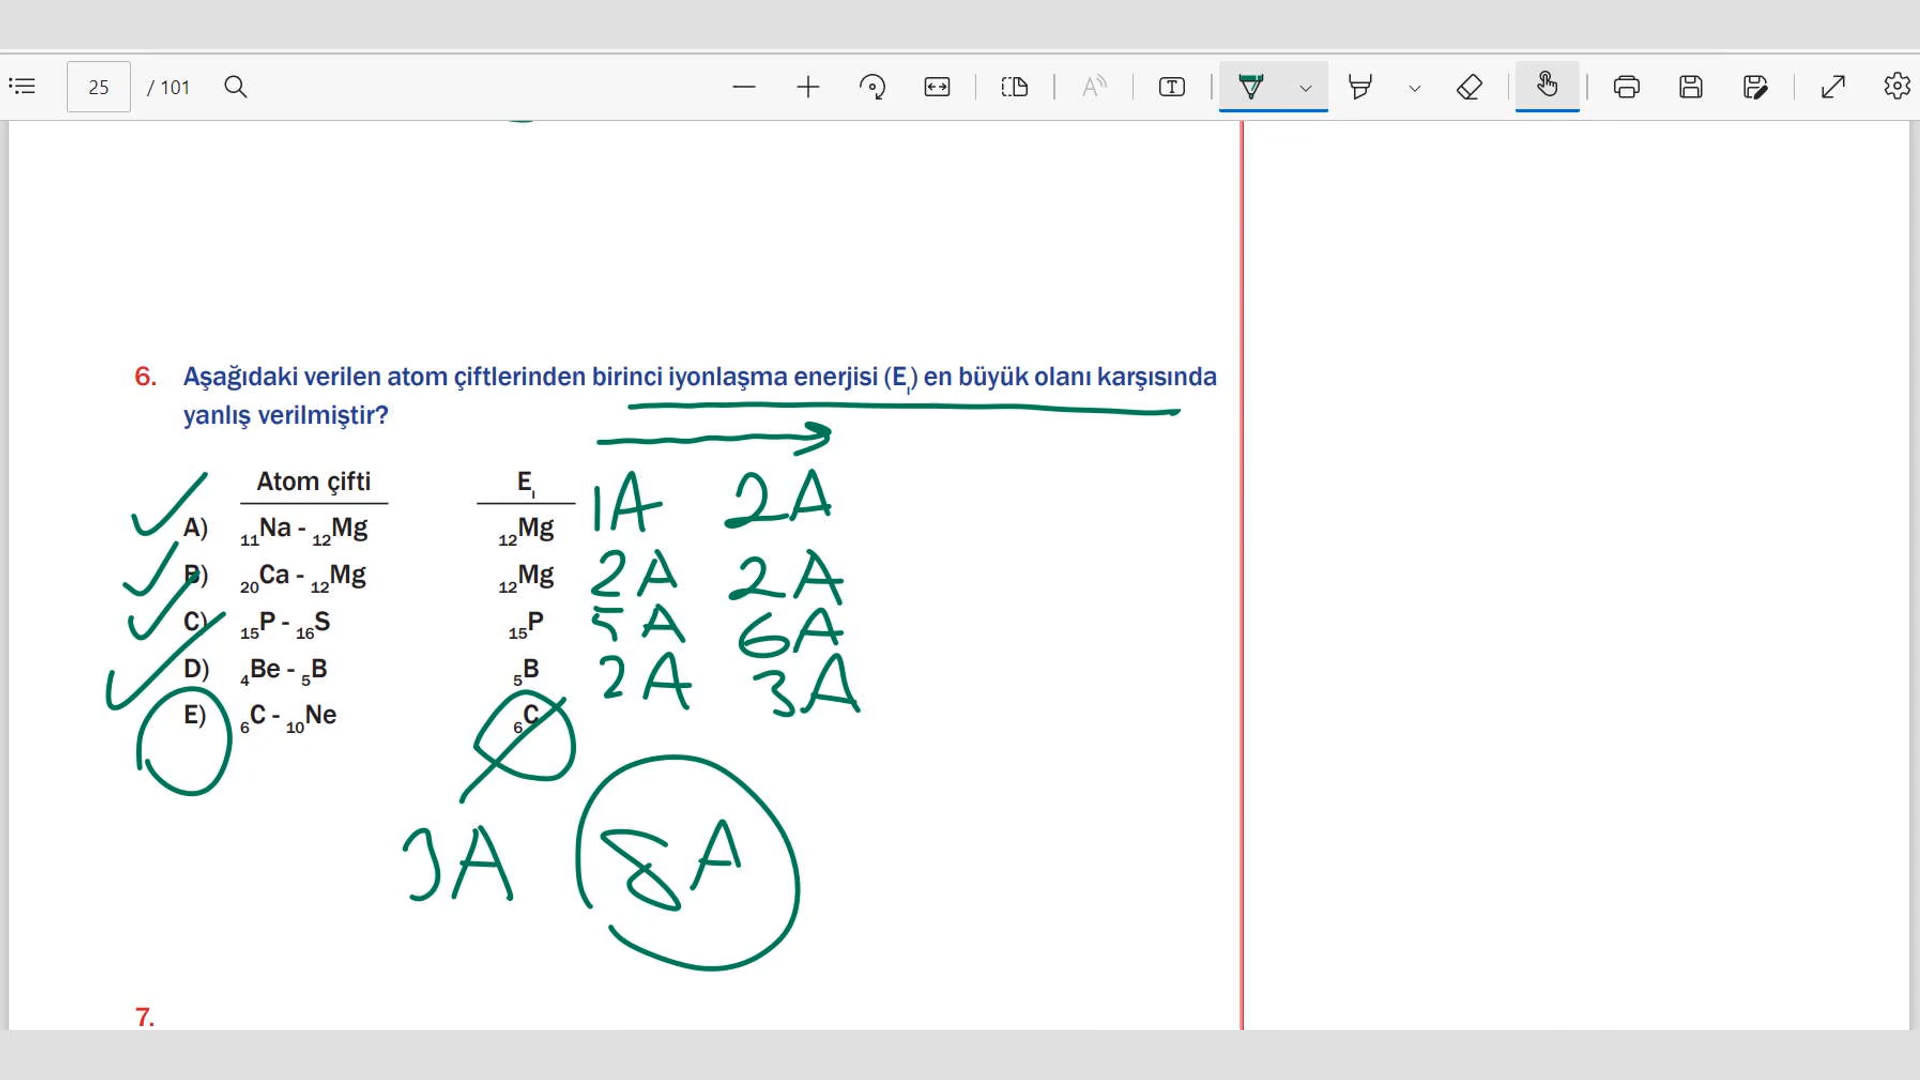 25 / 101
6. Aşağıdaki verilen atom çiftlerinden birinci iyonlaşma enerjisi (Eı) en büyük olanı karşısında
yanlış verilmiştir?
Atom çifti Eı
A) 11Na - 12Mg 12Mg 1A 2A
B) 20Ca - 12Mg 12Mg 2A 2A
C) 15P - 16S 15P 5A 6A
D) 4Be - 5B 5B 2A 3A
E) 6C - 10Ne 6C
3A 8A
7.